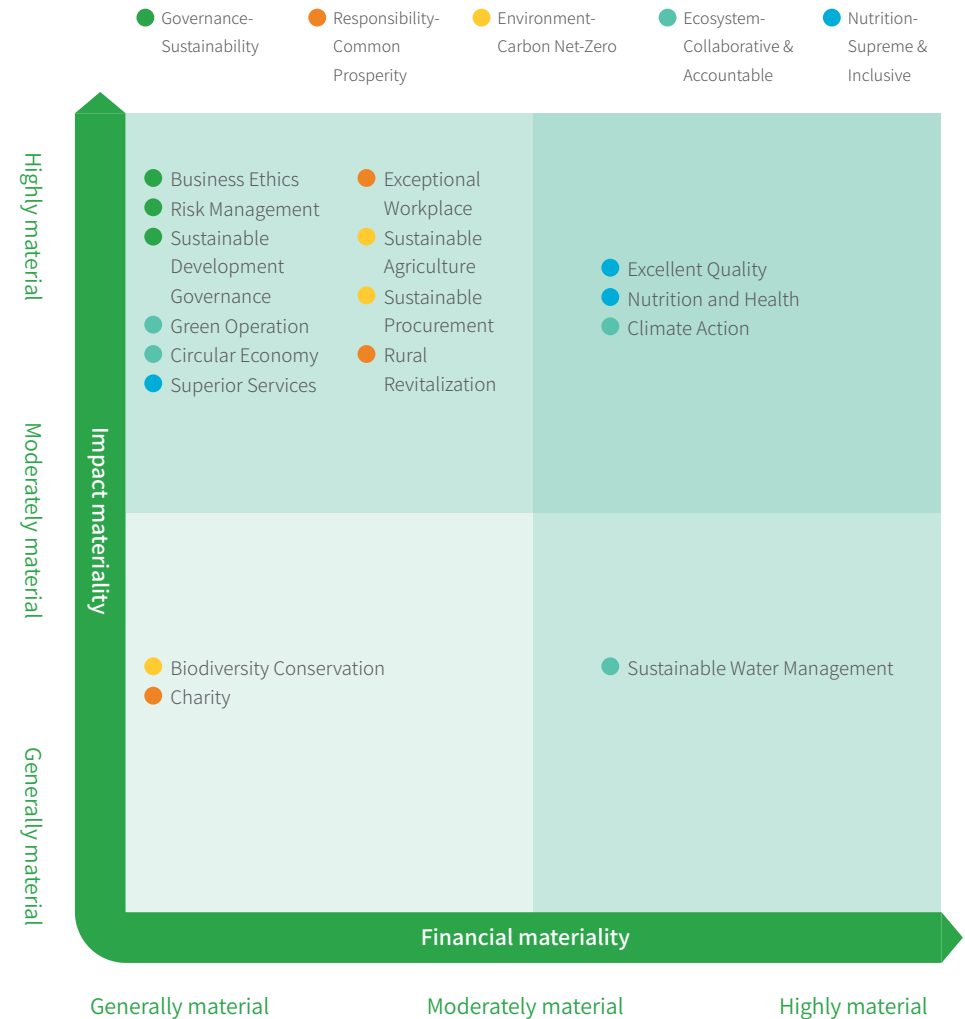 Governance-
Sustainability
Responsibility-
Common
Prosperity
Environment-
Carbon Net-Zero
Ecosystem-
Collaborative &
Accountable
Nutrition-
Supreme &
Inclusive
Highly material
Moderately material
Generally material
Impact materiality
Business Ethics
Risk Management
Sustainable
Development
Governance
Green Operation
Circular Economy
Superior Services
Exceptional
Workplace
Sustainable
Agriculture
Sustainable
Procurement
Rural
Revitalization
Excellent Quality
Nutrition and Health
Climate Action
Biodiversity Conservation
Charity
Sustainable Water Management
Financial materiality
Generally material
Moderately material
Highly material